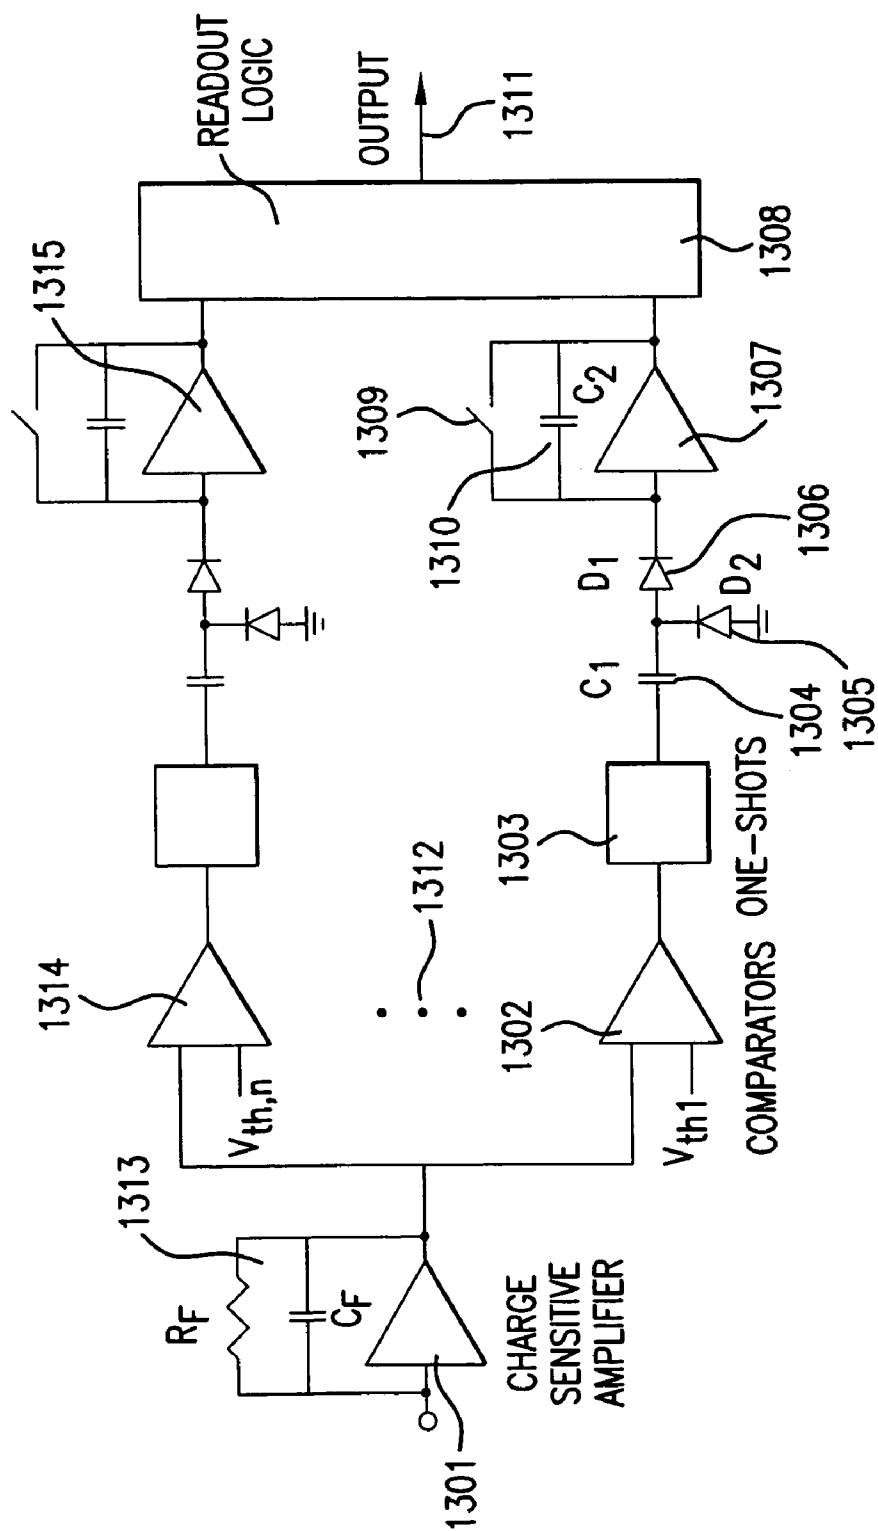 READOUT
LOGIC
OUTPUT
1311
1315
1308
1309
C2
1307
1310
D1
1306
D2
C1
1304
1305
1303
ONE-SHOTS
1312
1314
Vth,n
1302
Vth1
COMPARATORS
1313
RF
CF
CHARGE
SENSITIVE
AMPLIFIER
1301